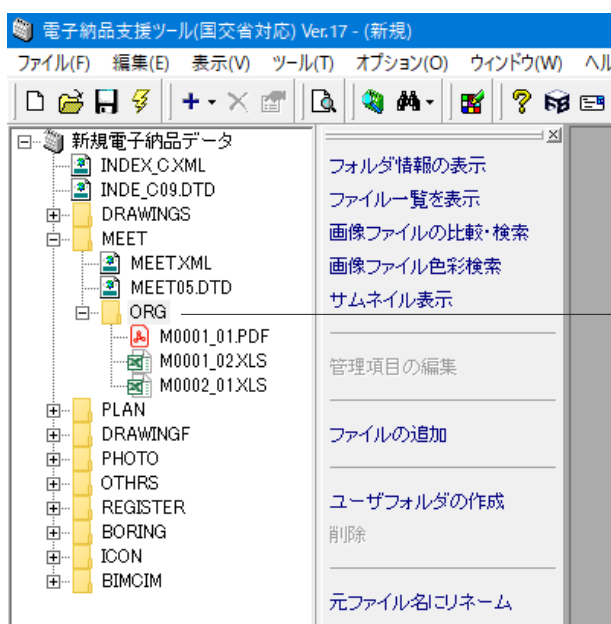 電子納品支援ツール(国交省対応) Ver.17 - (新規)
ファイル(F) 編集(E) 表示(V) ツール(T) オプション(O) ウィンドウ(W) ヘル
新規電子納品データ
INDEX_C.XML
INDE_C09.DTD
DRAWINGS
MEET
MEET.XML
MEET05.DTD
ORG
M0001_01.PDF
M0001_02.XLS
M0002_01.XLS
PLAN
DRAWINGF
PHOTO
OTHRS
REGISTER
BORING
ICON
BIMCIM
フォルダ情報の表示
ファイル一覧を表示
画像ファイルの比較・検索
画像ファイル色彩検索
サムネイル表示
管理項目の編集
ファイルの追加
ユーザフォルダの作成
削除
元ファイル名にリネーム